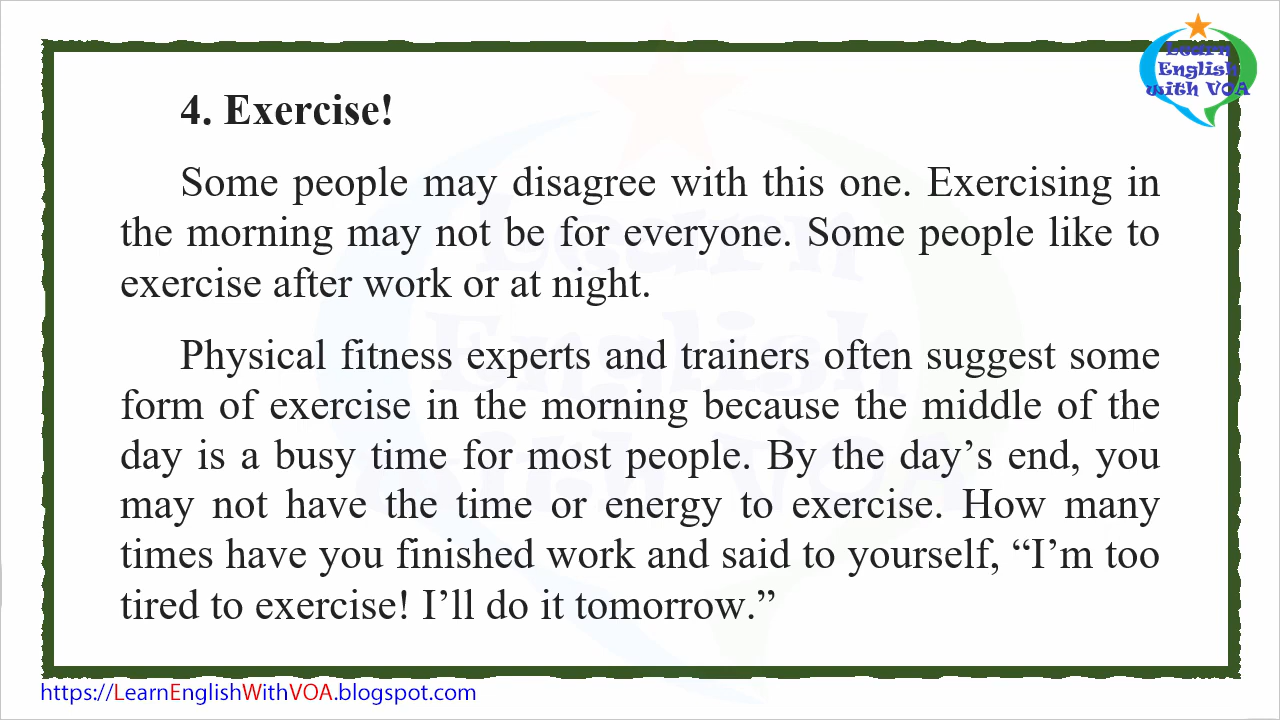 Learn
English
with VOA
4. Exercise!
Some people may disagree with this one. Exercising in
the morning may not be for everyone. Some people like to
exercise after work or at night.
Physical fitness experts and trainers often suggest some
form of exercise in the morning because the middle of the
day is a busy time for most people. By the day’s end, you
may not have the time or energy to exercise. How many
times have you finished work and said to yourself, “I’m too
tired to exercise! I’ll do it tomorrow.”
Learn
English
with VOA
https://LearnEnglishWithVOA.blogspot.com